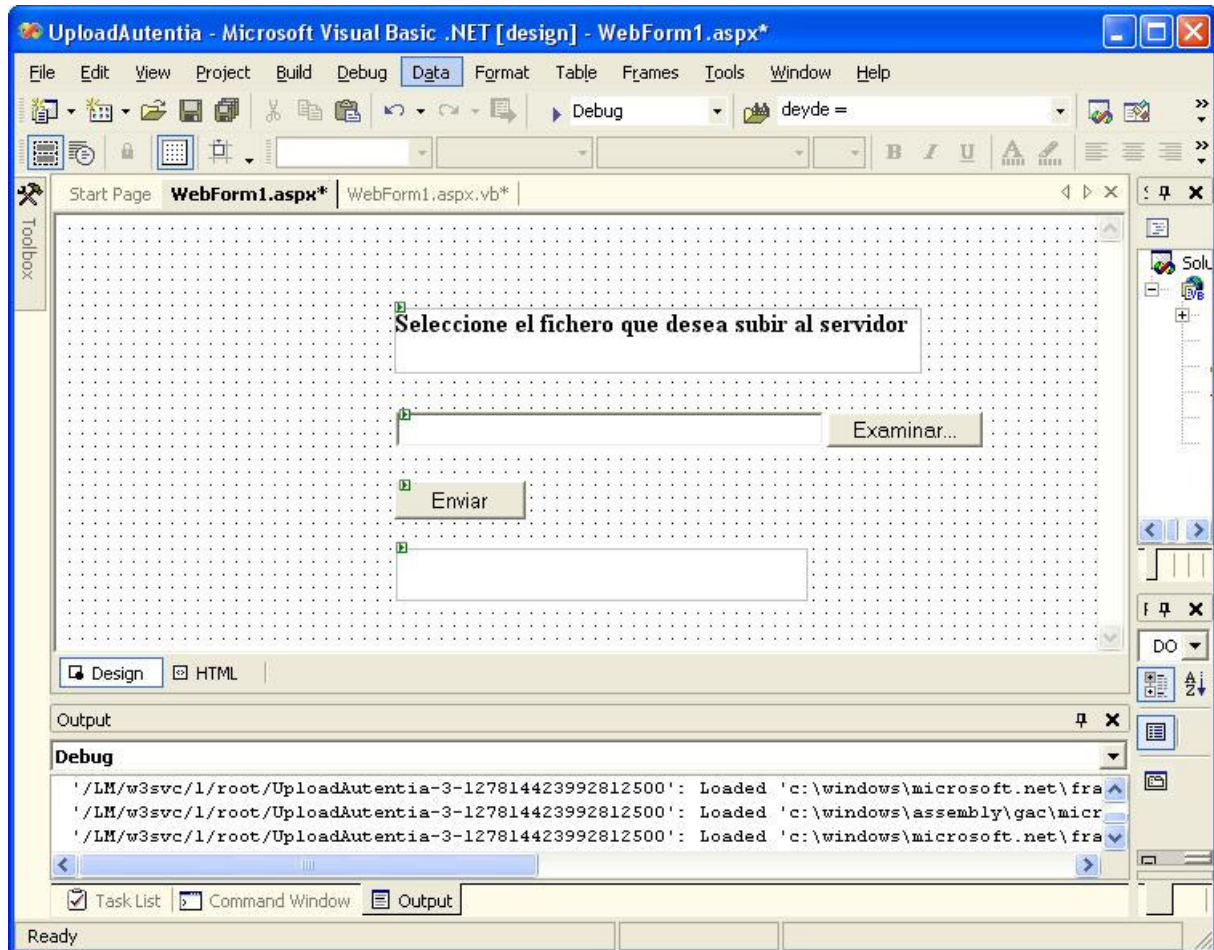 UploadAutentia - Microsoft Visual Basic .NET [design] - WebForm1.aspx*
File Edit View Project Build Debug Data Format Table Frames Tools Window Help
Debug deyde =
B I U A
Start Page WebForm1.aspx* WebForm1.aspx.vb*
Toolbox
Solu
Seleccione el fichero que desea subir al servidor
Examinar...
Enviar
DO
Design HTML
Output
Debug
'/LM/w3svc/1/root/UploadAutentia-3-127814423992812500': Loaded 'c:\windows\microsoft.net\fra
'/LM/w3svc/1/root/UploadAutentia-3-127814423992812500': Loaded 'c:\windows\assembly\gac\micr
'/LM/w3svc/1/root/UploadAutentia-3-127814423992812500': Loaded 'c:\windows\microsoft.net\fra
Task List Command Window Output
Ready